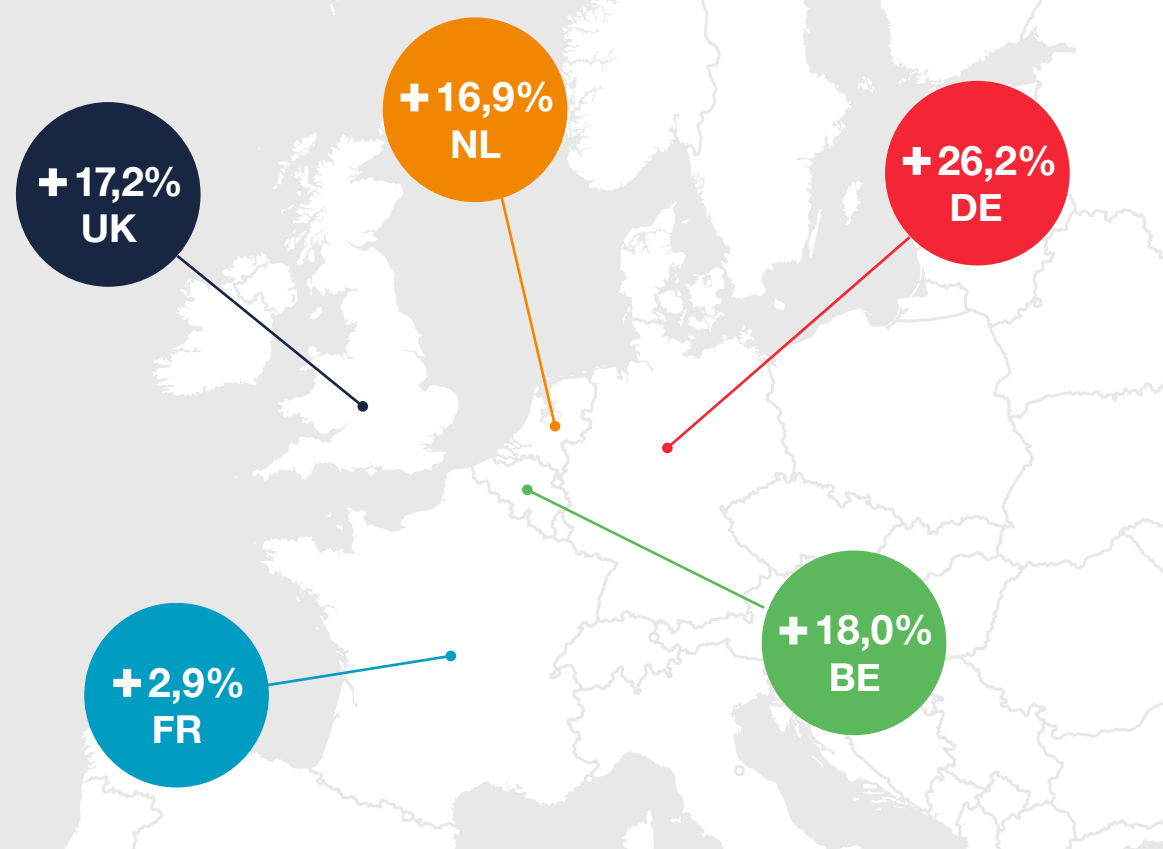 + 16,9%
NL
+ 26,2%
DE
+ 17,2%
UK
+ 18,0%
BE
+ 2,9%
FR